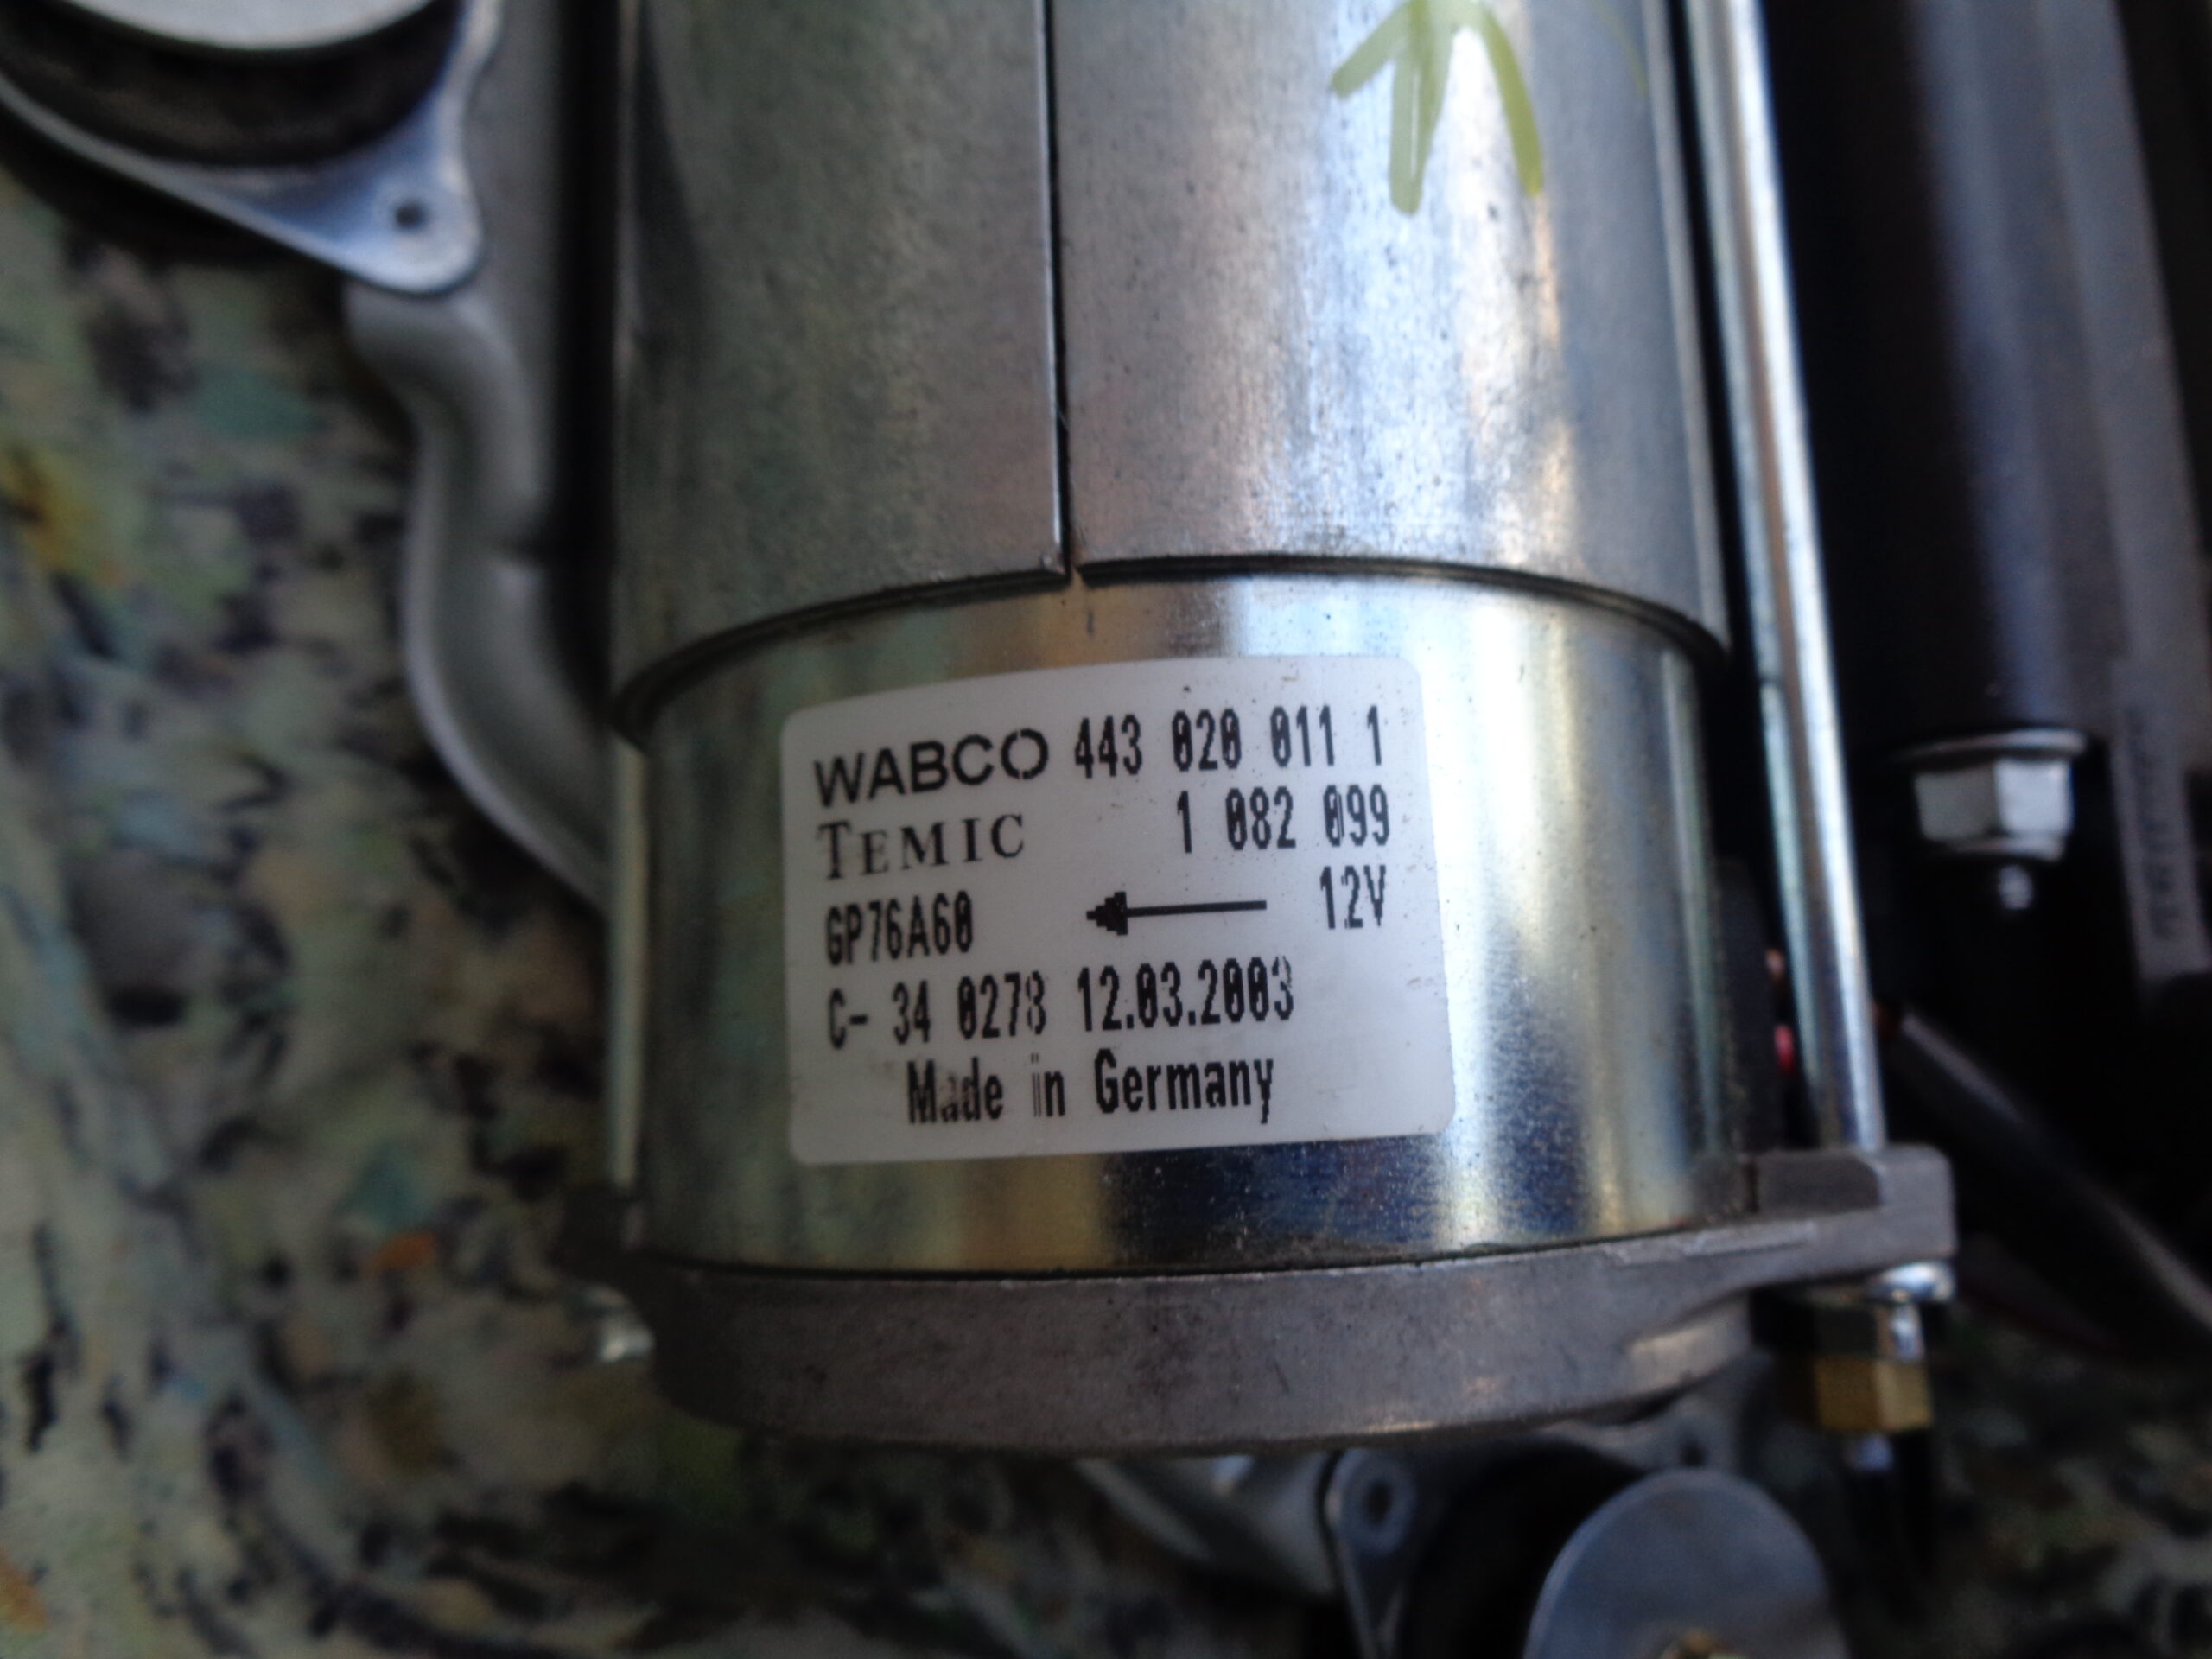 WABCO 443 020 011 1
TEMIC 1 082 099
GP76A60 12V
C- 34 0278 12.03.2003
Made in Germany